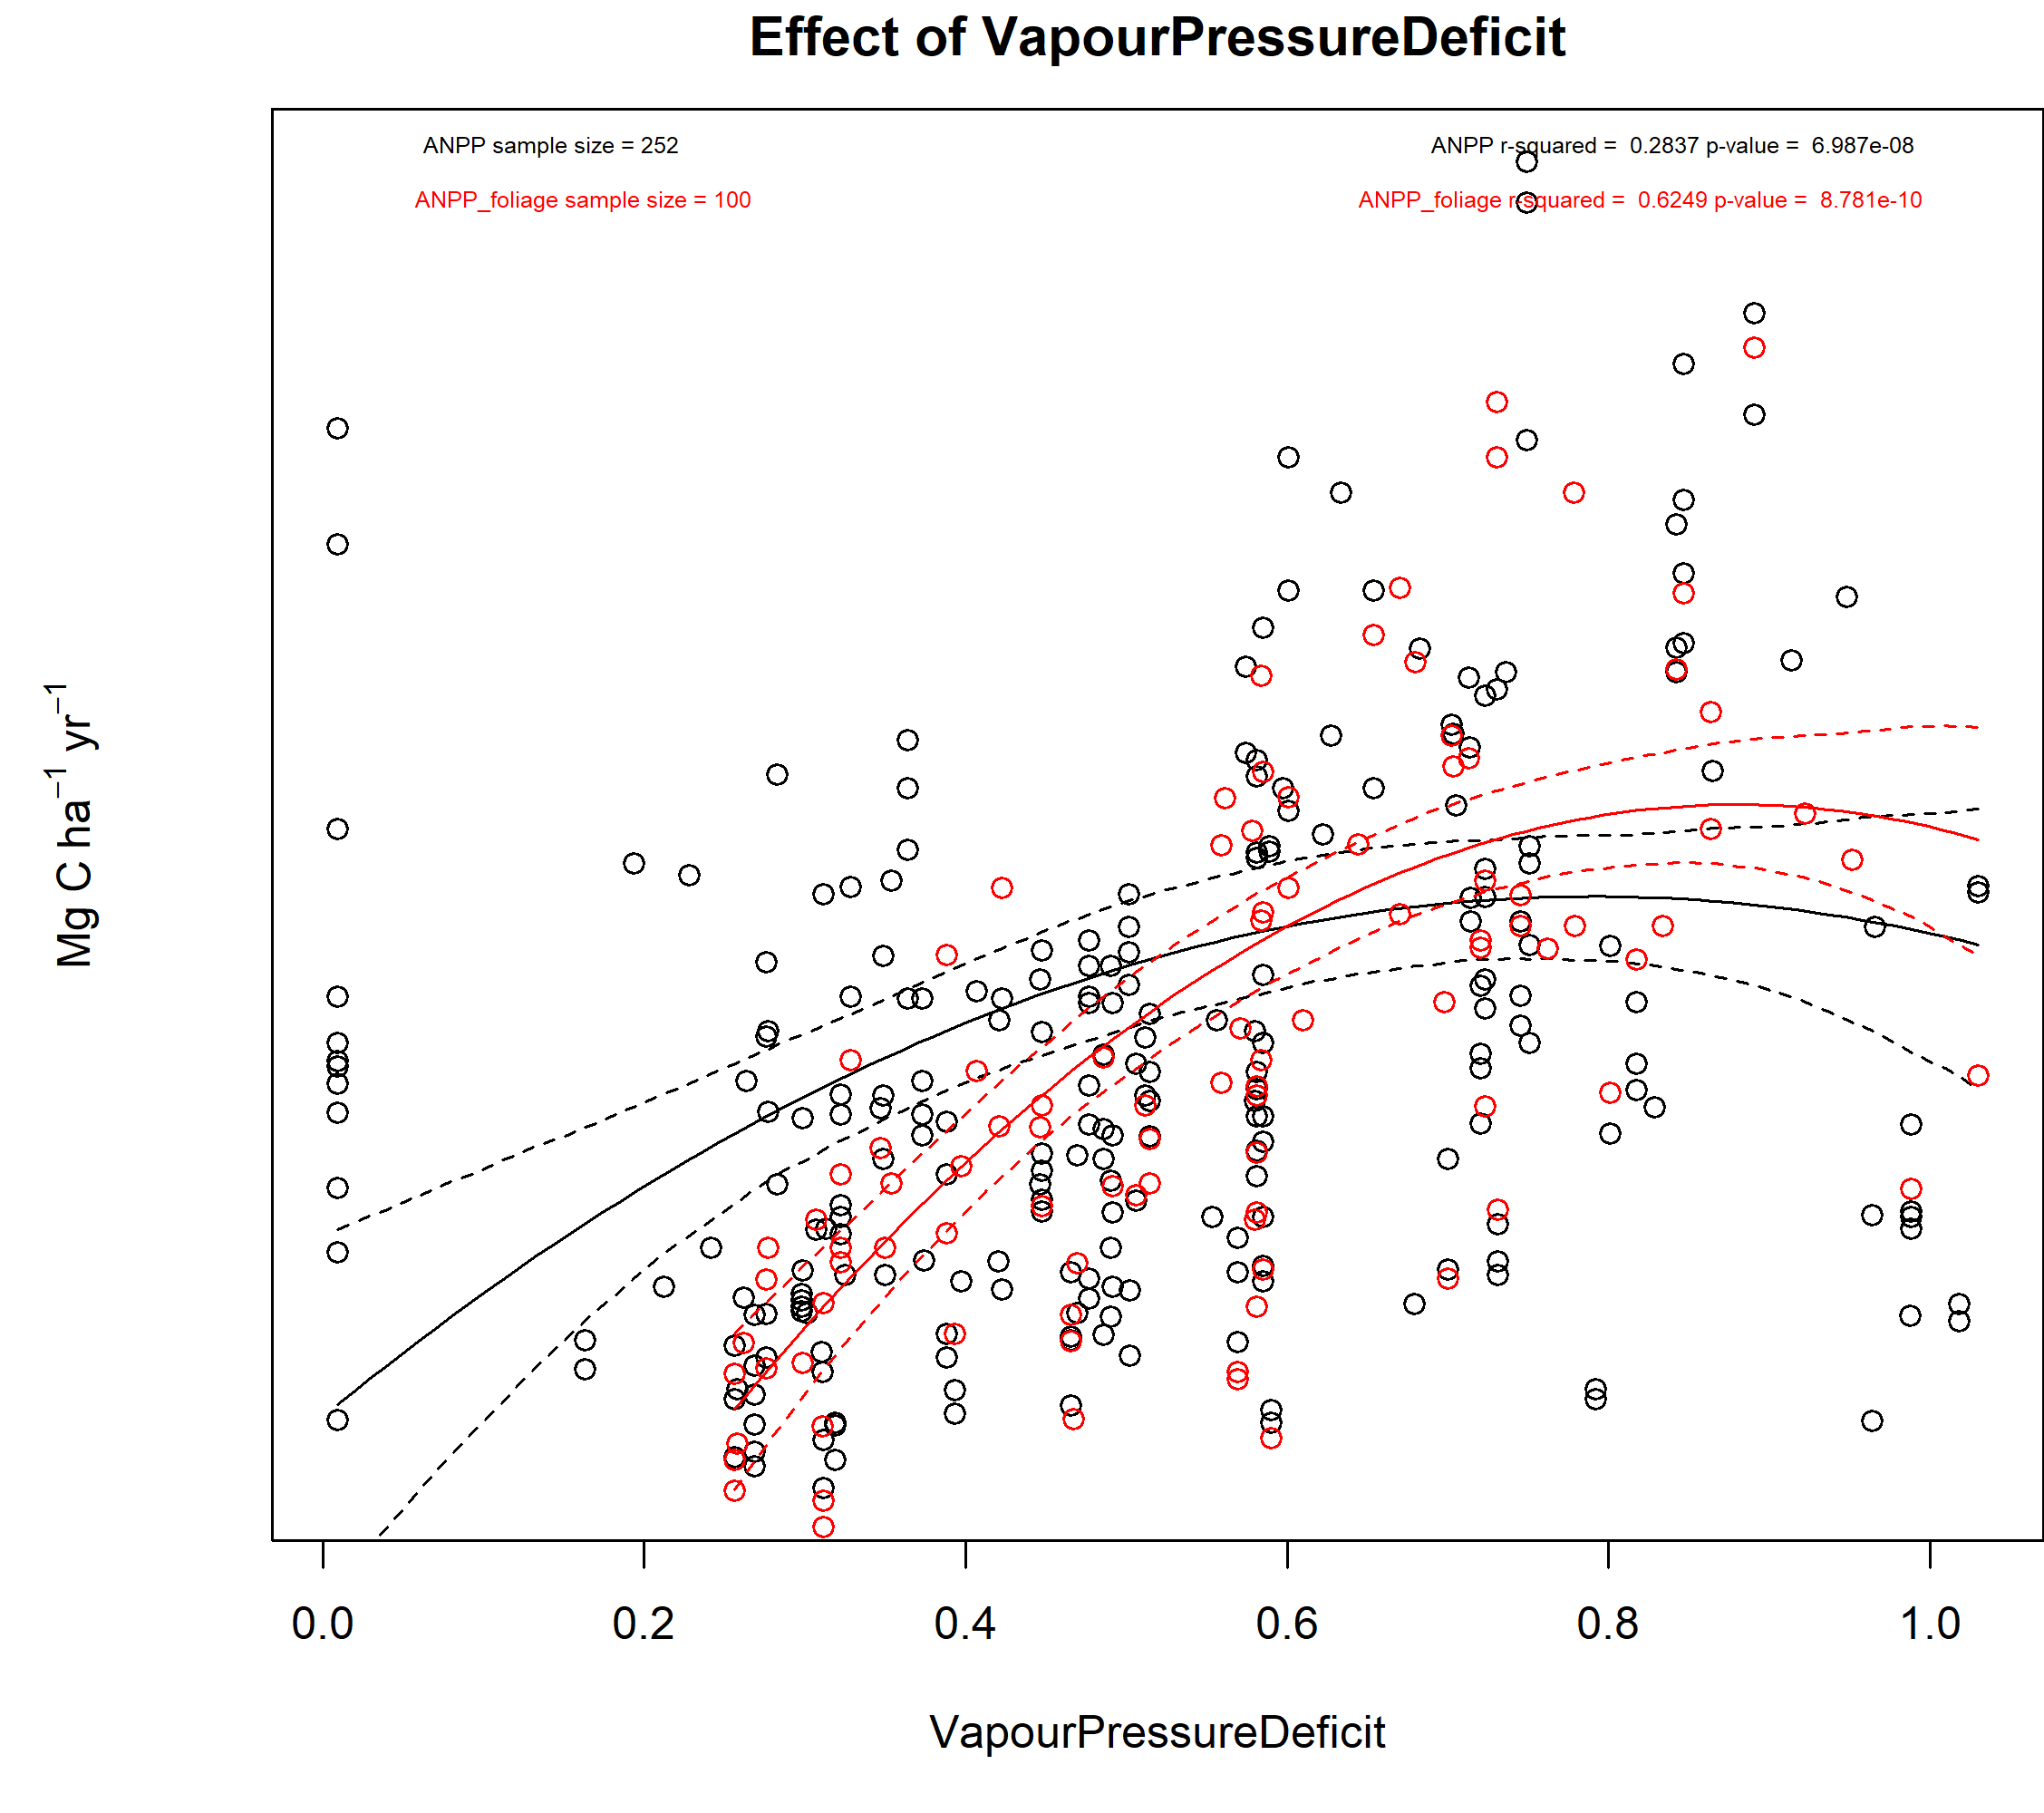 Effect of VapourPressureDeficit
ANPP sample size = 252
ANPP r-squared =  0.2837 p-value =  6.987e-08
ANPP_foliage sample size = 100
ANPP_foliage r-squared =  0.6249 p-value =  8.781e-10
Mg C ha⁻¹ yr⁻¹
0.0 0.2 0.4 0.6 0.8 1.0
VapourPressureDeficit